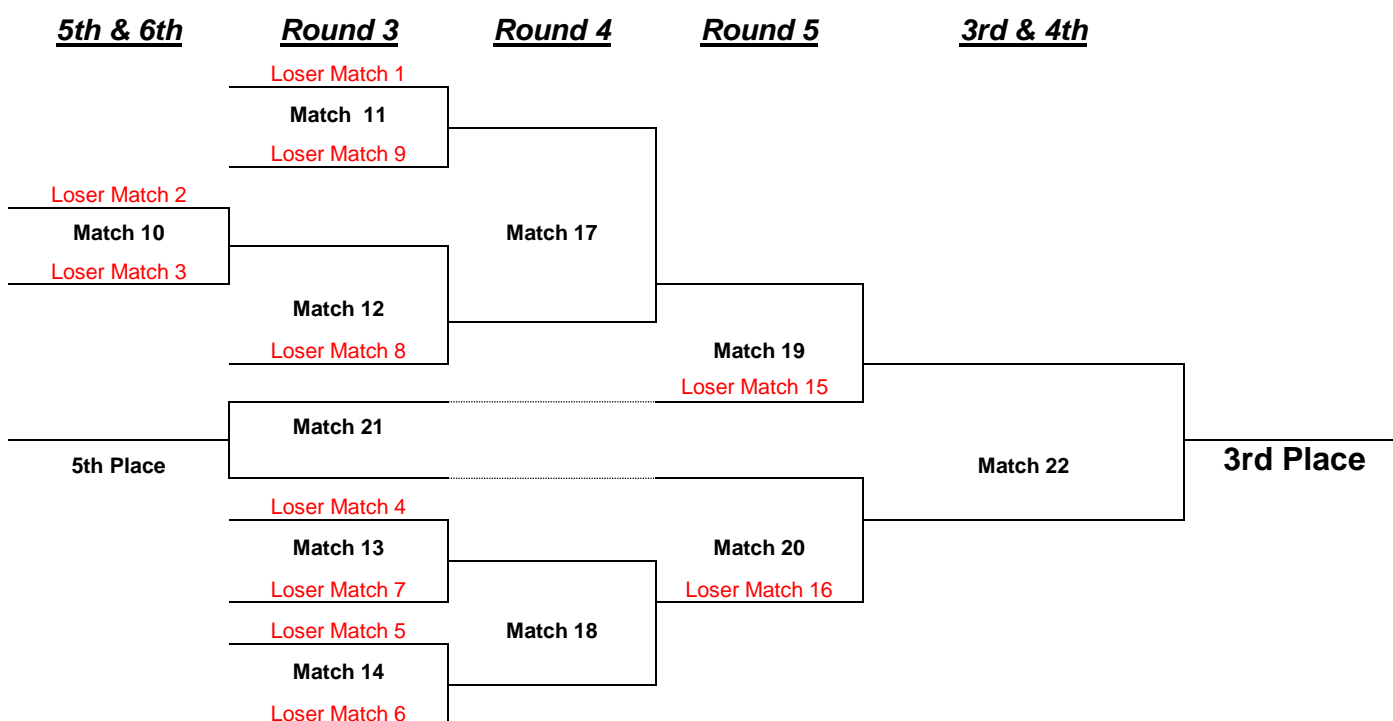 5th & 6th Round 3 Round 4 Round 5 3rd & 4th
Loser Match 1
Match 11
Loser Match 9
Loser Match 2
Match 10 Match 17
Loser Match 3
Match 12
Loser Match 8 Match 19
Loser Match 15
Match 21
5th Place Match 22 3rd Place
Loser Match 4
Match 13 Match 20
Loser Match 7 Loser Match 16
Loser Match 5 Match 18
Match 14
Loser Match 6